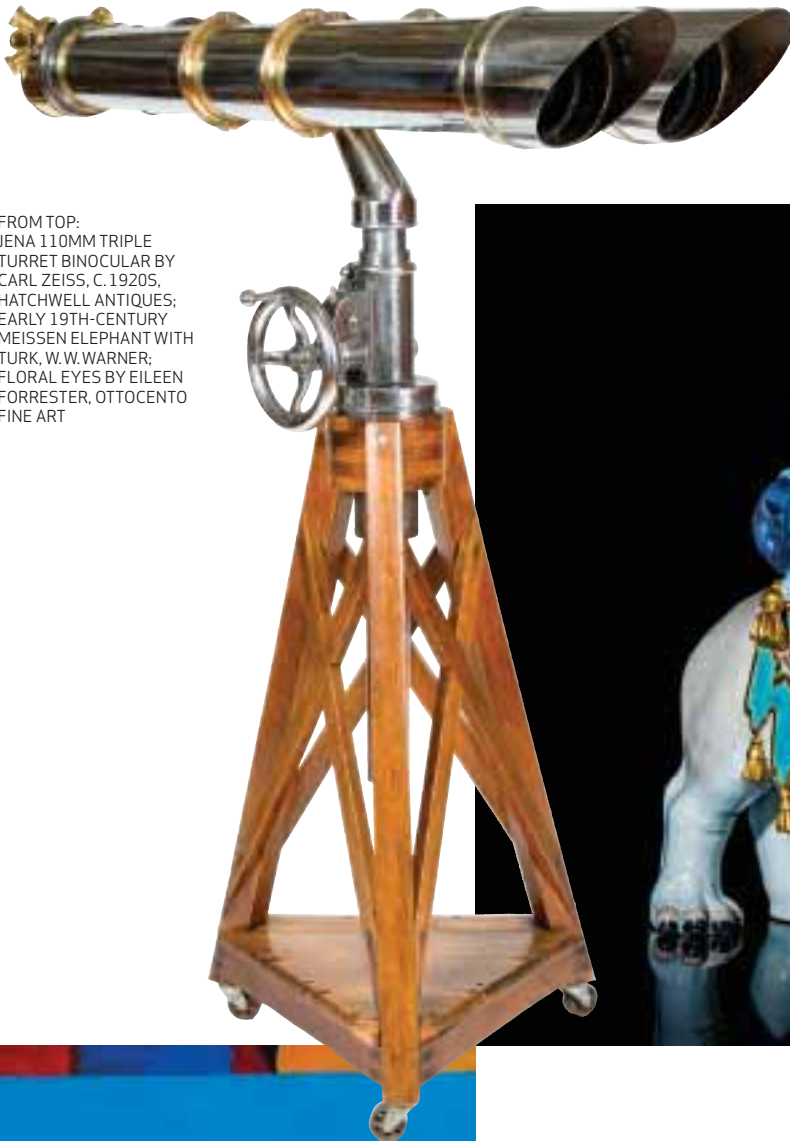 FROM TOP:
JENA 110MM TRIPLE
TURRET BINOCULAR BY
CARL ZEISS, C. 1920S,
HATCHWELL ANTIQUES;
EARLY 19TH-CENTURY
MEISSEN ELEPHANT WITH
TURK, W. W. WARNER;
FLORAL EYES BY EILEEN
FORRESTER, OTTOCENTO
FINE ART